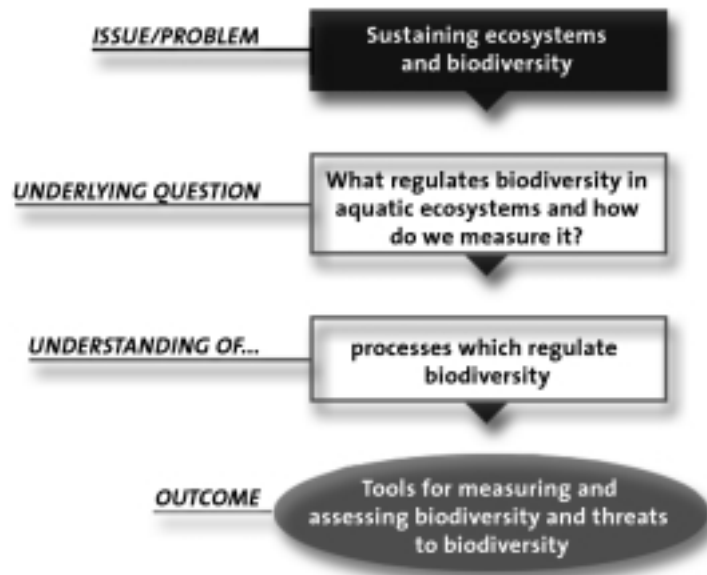 ISSUE/PROBLEM
Sustaining ecosystems
and biodiversity
UNDERLYING QUESTION
What regulates biodiversity in
aquatic ecosystems and how
do we measure it?
UNDERSTANDING OF...
processes which regulate
biodiversity
OUTCOME
Tools for measuring and
assessing biodiversity and threats
to biodiversity